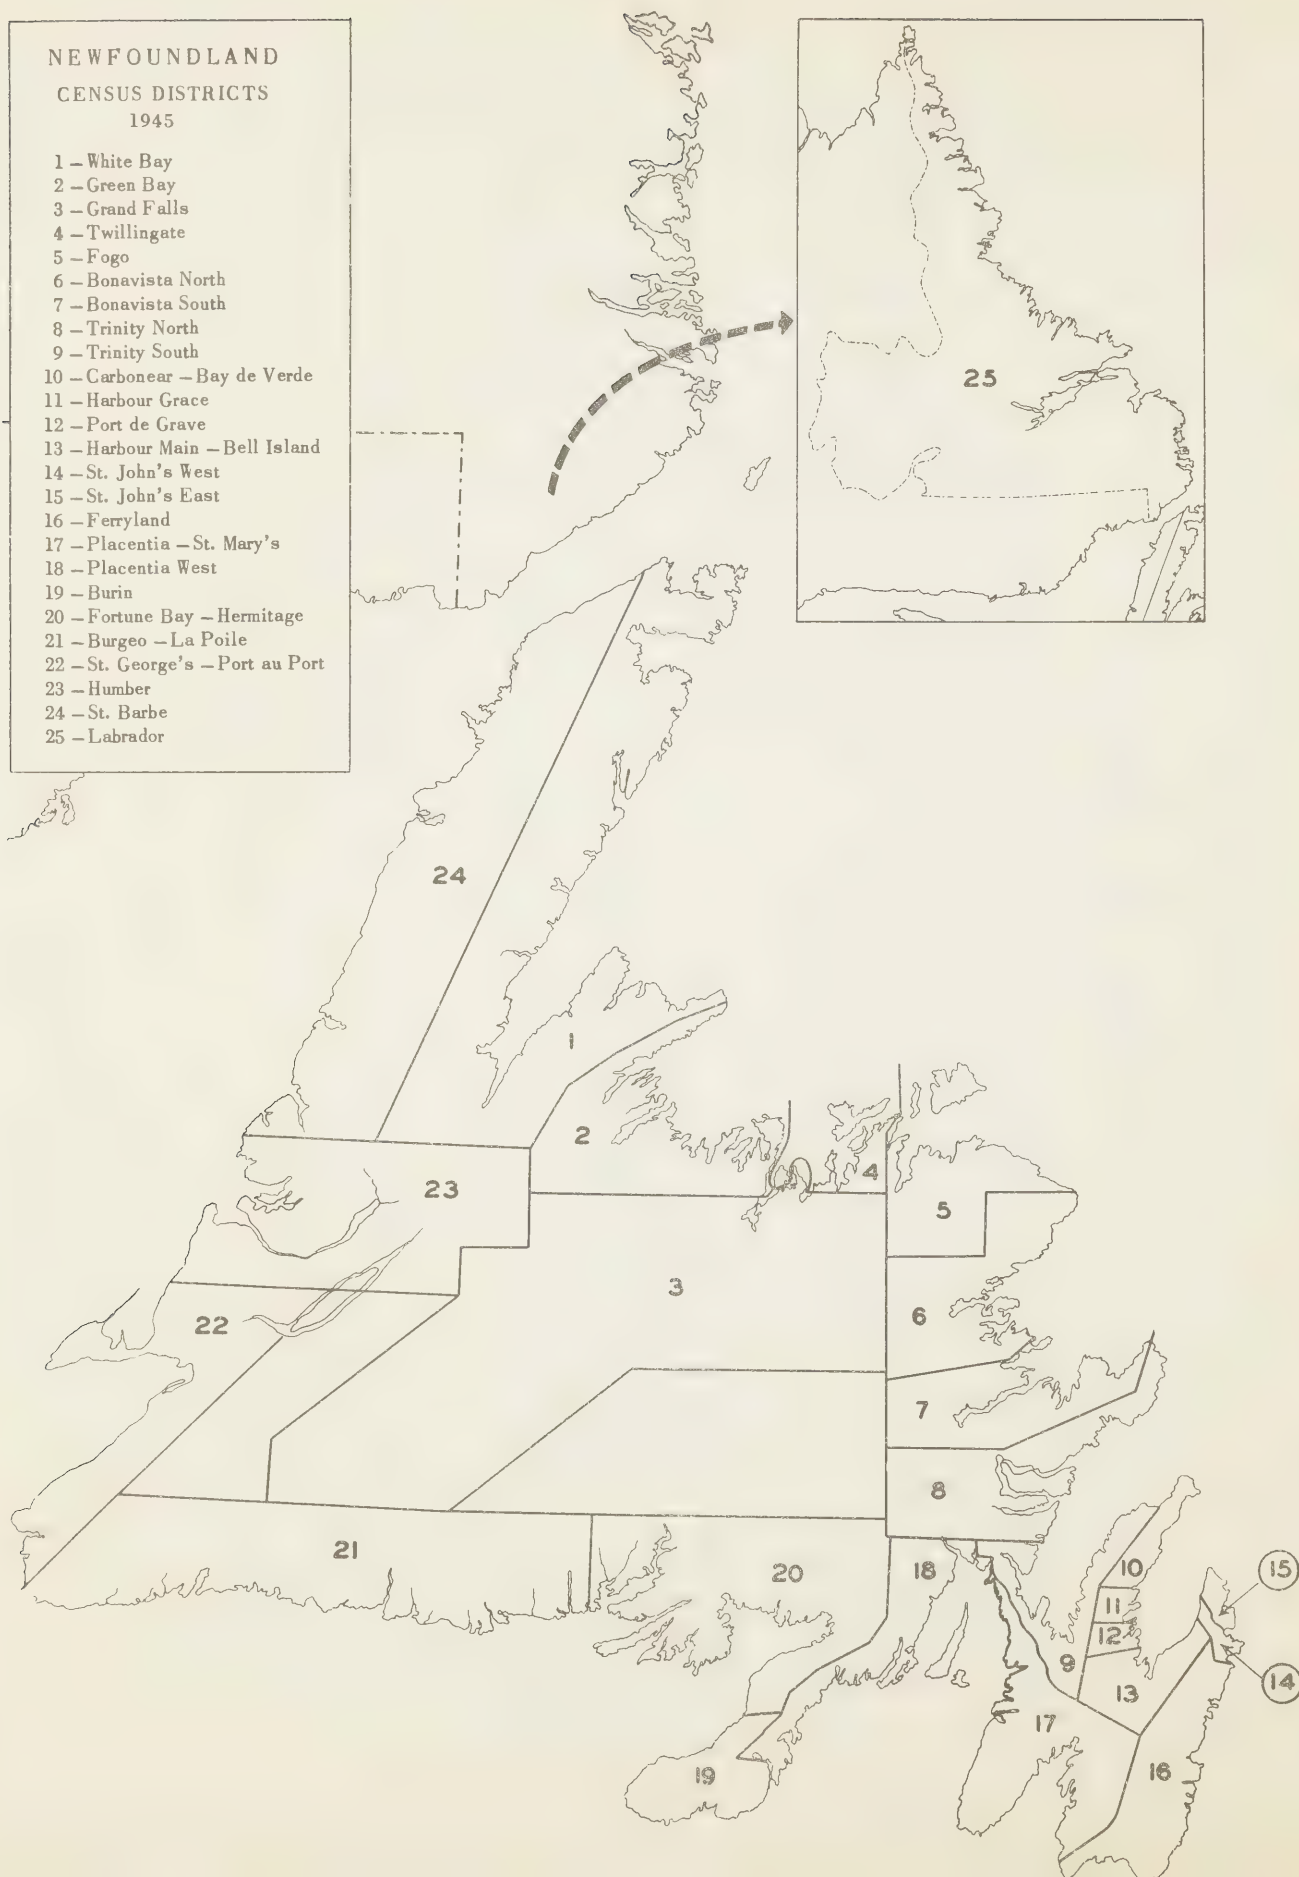 NEWFOUNDLAND
CENSUS DISTRICTS
1945
1 – White Bay
2 – Green Bay
3 – Grand Falls
4 – Twillingate
5 – Fogo
6 – Bonavista North
7 – Bonavista South
8 – Trinity North
9 – Trinity South
10 – Carbonear – Bay de Verde
11 – Harbour Grace
12 – Port de Grave
13 – Harbour Main – Bell Island
14 – St. John's West
15 – St. John's East
16 – Ferryland
17 – Placentia – St. Mary's
18 – Placentia West
19 – Burin
20 – Fortune Bay – Hermitage
21 – Burgeo – La Poile
22 – St. George's – Port au Port
23 – Humber
24 – St. Barbe
25 – Labrador
25
24
1
2
4
23
5
3
6
22
7
8
21
20
18
10
15
11
12
9
13
14
17
16
19